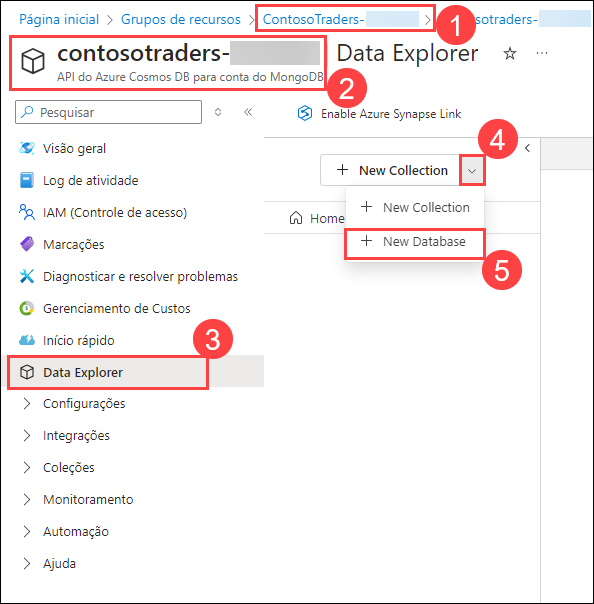 Página inicial > Grupos de recursos > ContosoTraders- > sotraders-
1
contosotraders- | Data Explorer
API do Azure Cosmos DB para conta do MongoDB
2
Pesquisar
Enable Azure Synapse Link
Visão geral
4
New Collection
Log de atividade
IAM (Controle de acesso)
New Collection
Home
Marcações
New Database
5
Diagnosticar e resolver problemas
Gerenciamento de Custos
Início rápido
3
Data Explorer
Configurações
Integrações
Coleções
Monitoramento
Automação
Ajuda